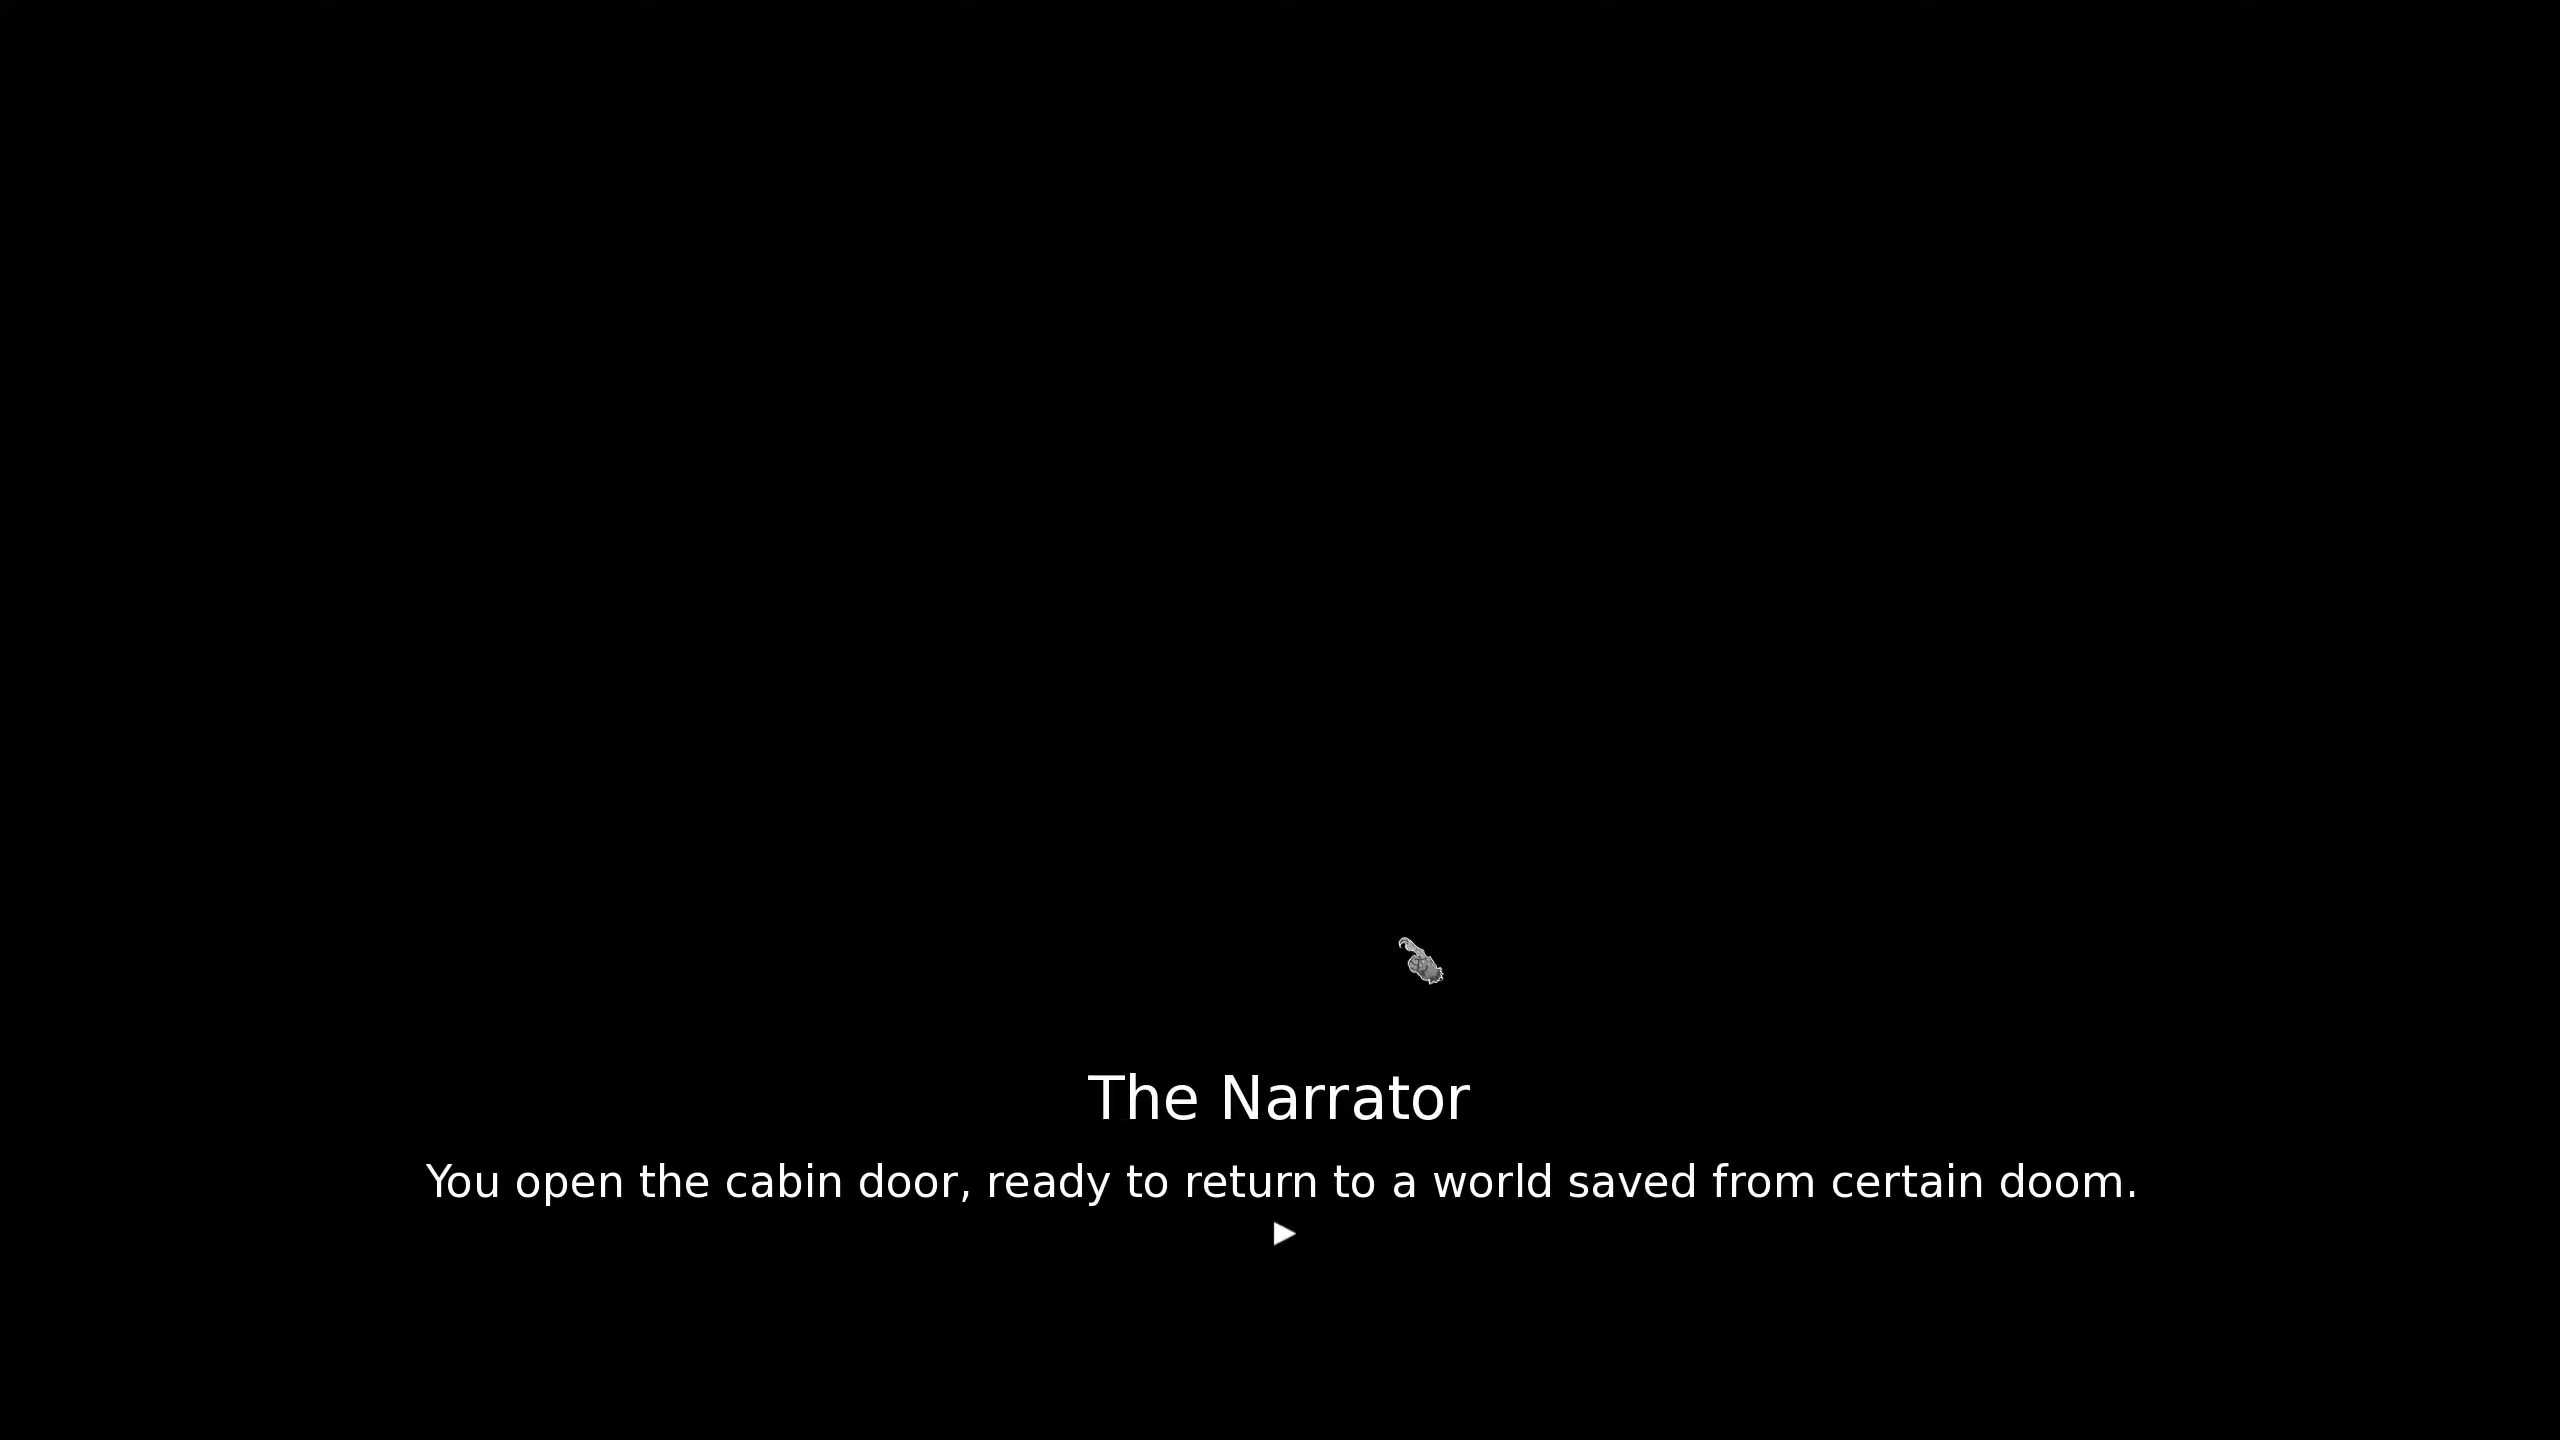 The Narrator
You open the cabin door, ready to return to a world saved from certain doom.